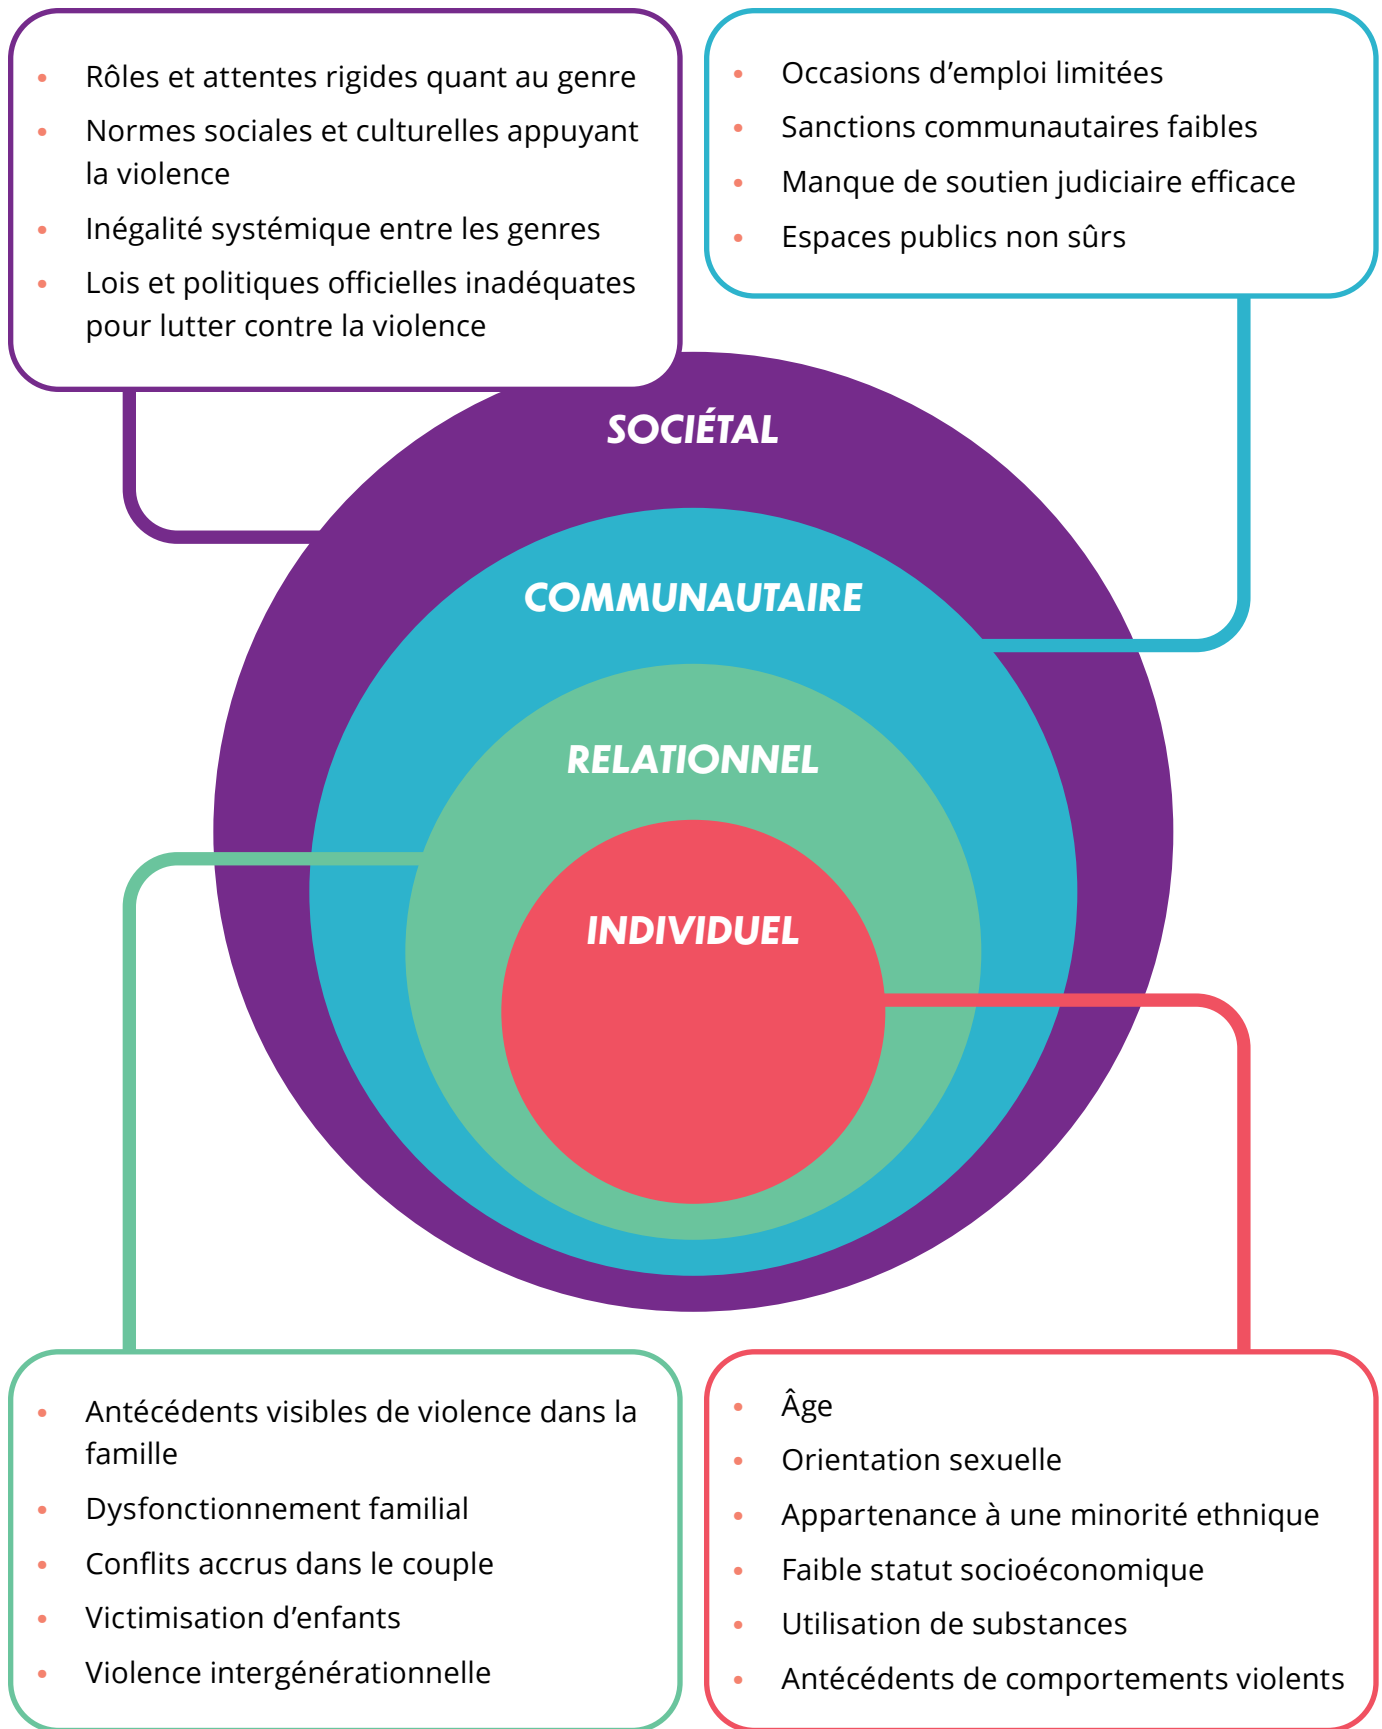 • Rôles et attentes rigides quant au genre
• Normes sociales et culturelles appuyant
la violence
• Inégalité systémique entre les genres
• Lois et politiques officielles inadéquates
pour lutter contre la violence
• Occasions d’emploi limitées
• Sanctions communautaires faibles
• Manque de soutien judiciaire efficace
• Espaces publics non sûrs
SOCIÉTAL
COMMUNAUTAIRE
RELATIONNEL
INDIVIDUEL
• Antécédents visibles de violence dans la
famille
• Dysfonctionnement familial
• Conflits accrus dans le couple
• Victimisation d’enfants
• Violence intergénérationnelle
• Âge
• Orientation sexuelle
• Appartenance à une minorité ethnique
• Faible statut socioéconomique
• Utilisation de substances
• Antécédents de comportements violents